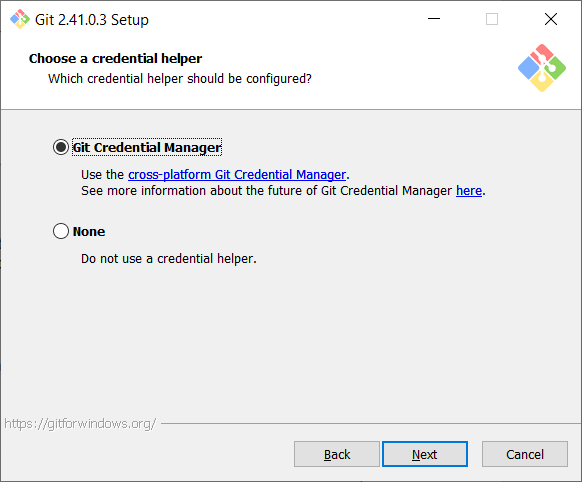 Git 2.41.0.3 Setup
Choose a credential helper
Which credential helper should be configured?
Git Credential Manager
Use the cross-platform Git Credential Manager.
See more information about the future of Git Credential Manager here.
None
Do not use a credential helper.
https://gitforwindows.org/
Back Next Cancel